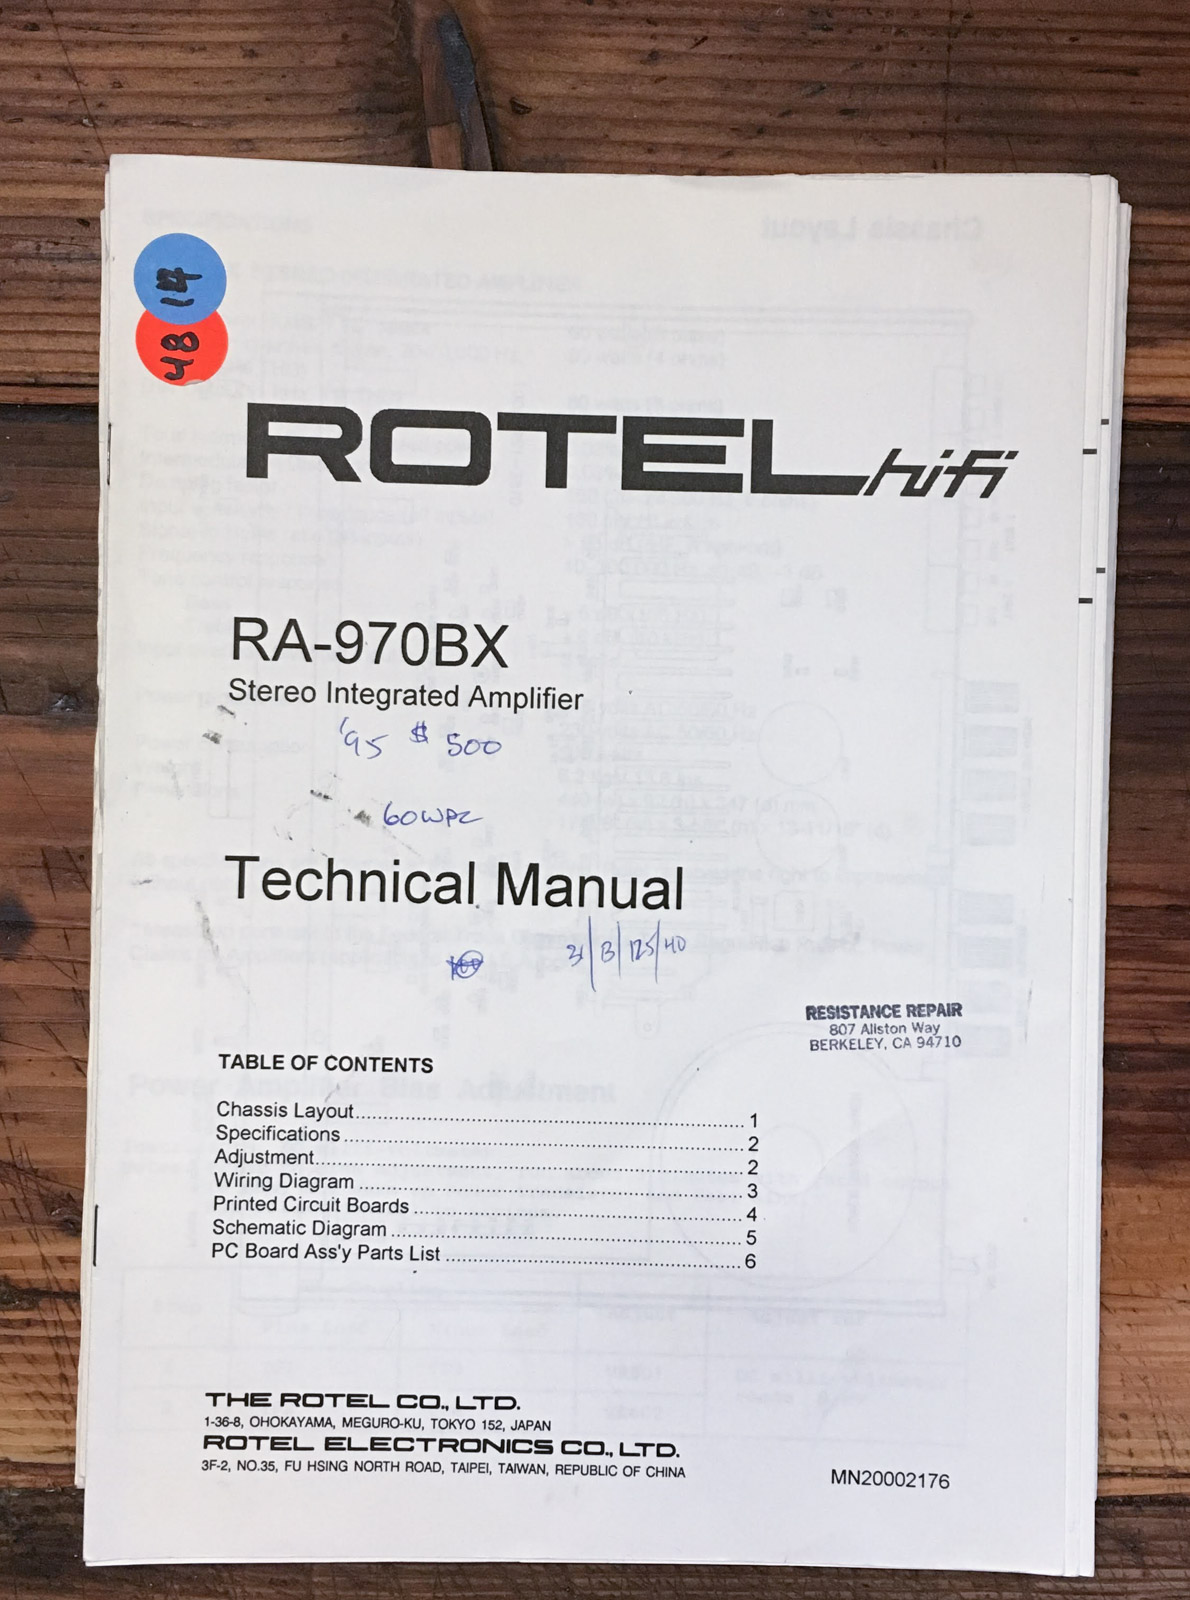 14
48
ROTEL hifi
RA-970BX
Stereo Integrated Amplifier
'95 $500
60WPC
Technical Manual
31/B/125/40
RESISTANCE REPAIR
807 Allston Way
BERKELEY, CA 94710
TABLE OF CONTENTS
Chassis Layout 1
Specifications 2
Adjustment 2
Wiring Diagram 3
Printed Circuit Boards 4
Schematic Diagram 5
PC Board Ass'y Parts List 6
THE ROTEL CO., LTD.
1-36-8, OHOKAYAMA, MEGURO-KU, TOKYO 152, JAPAN
ROTEL ELECTRONICS CO., LTD.
3F-2, NO.35, FU HSING NORTH ROAD, TAIPEI, TAIWAN, REPUBLIC OF CHINA
MN20002176